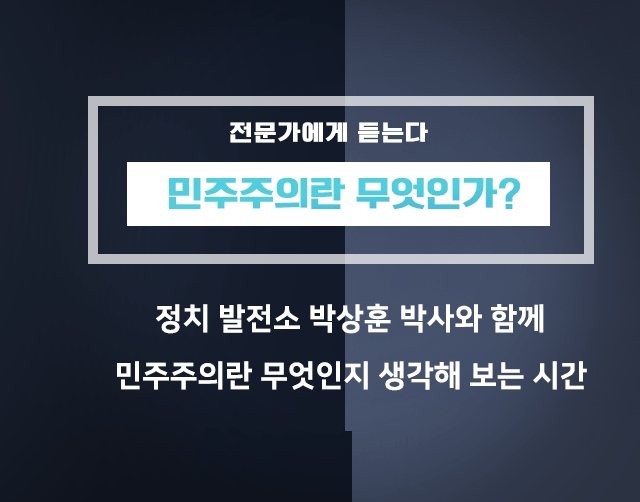 전문가에게 듣는다
민주주의란 무엇인가?
정치 발전소 박상훈 박사와 함께
민주주의란 무엇인지 생각해 보는 시간